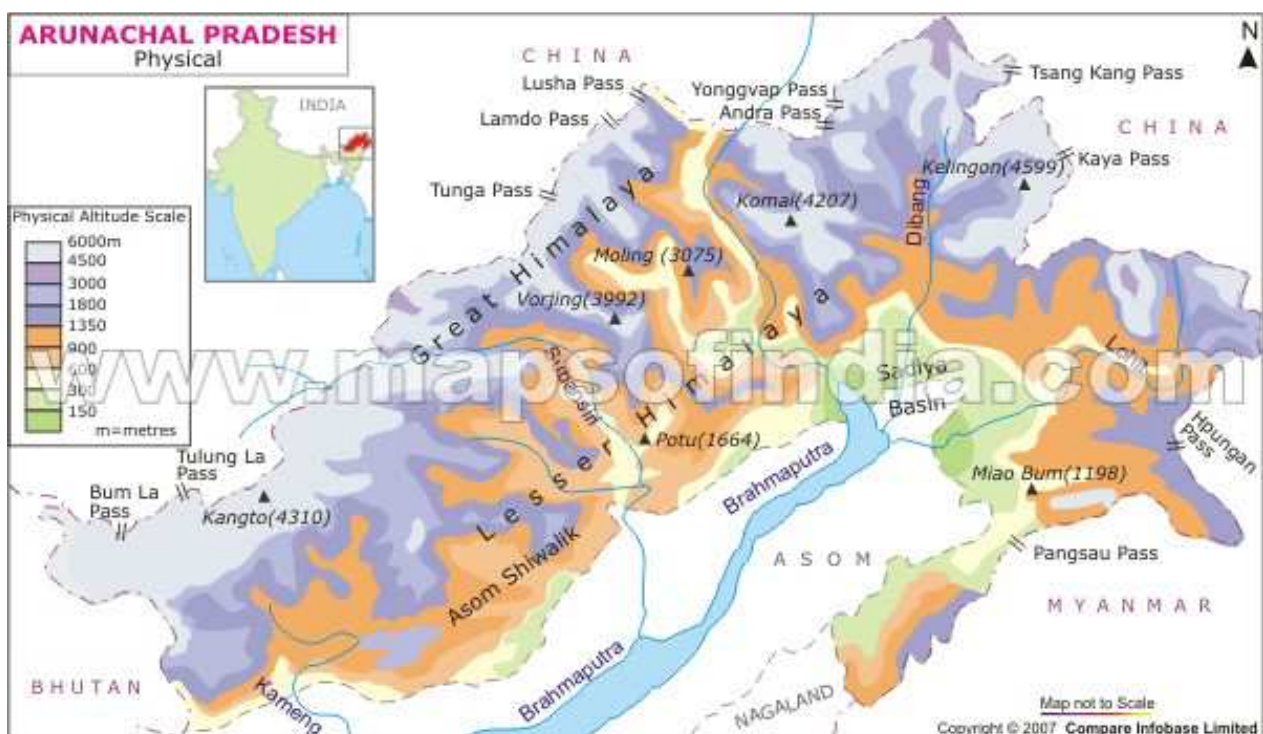 ARUNACHAL PRADESH
Physical
N
CHINA
Lusha Pass
Lamdo Pass
Tunga Pass
Yonggvap Pass
Andra Pass
Tsang Kang Pass
CHINA
Kaya Pass
INDIA
Kelingon(4599)
Komai(4207)
Dibang
Moling (3075)
Vorjing(3992)
Great Himalaya
Physical Altitude Scale
6000m
4500
3000
1800
1350
900
600
300
150
m=metres
www.mapsofindia.com
Subansiri
Lesser Himalaya
Sadiya
Basin
Lohit
Hpungan
Pass
Potu(1664)
Miao Bum(1198)
Tulung La
Pass
Bum La
Pass
Kangto(4310)
Brahmaputra
ASOM
Pangsau Pass
Asom Shiwalik
MYANMAR
BHUTAN
Kameng
Brahmaputra
NAGALAND
Map not to Scale
Copyright © 2007 Compare Infobase Limited